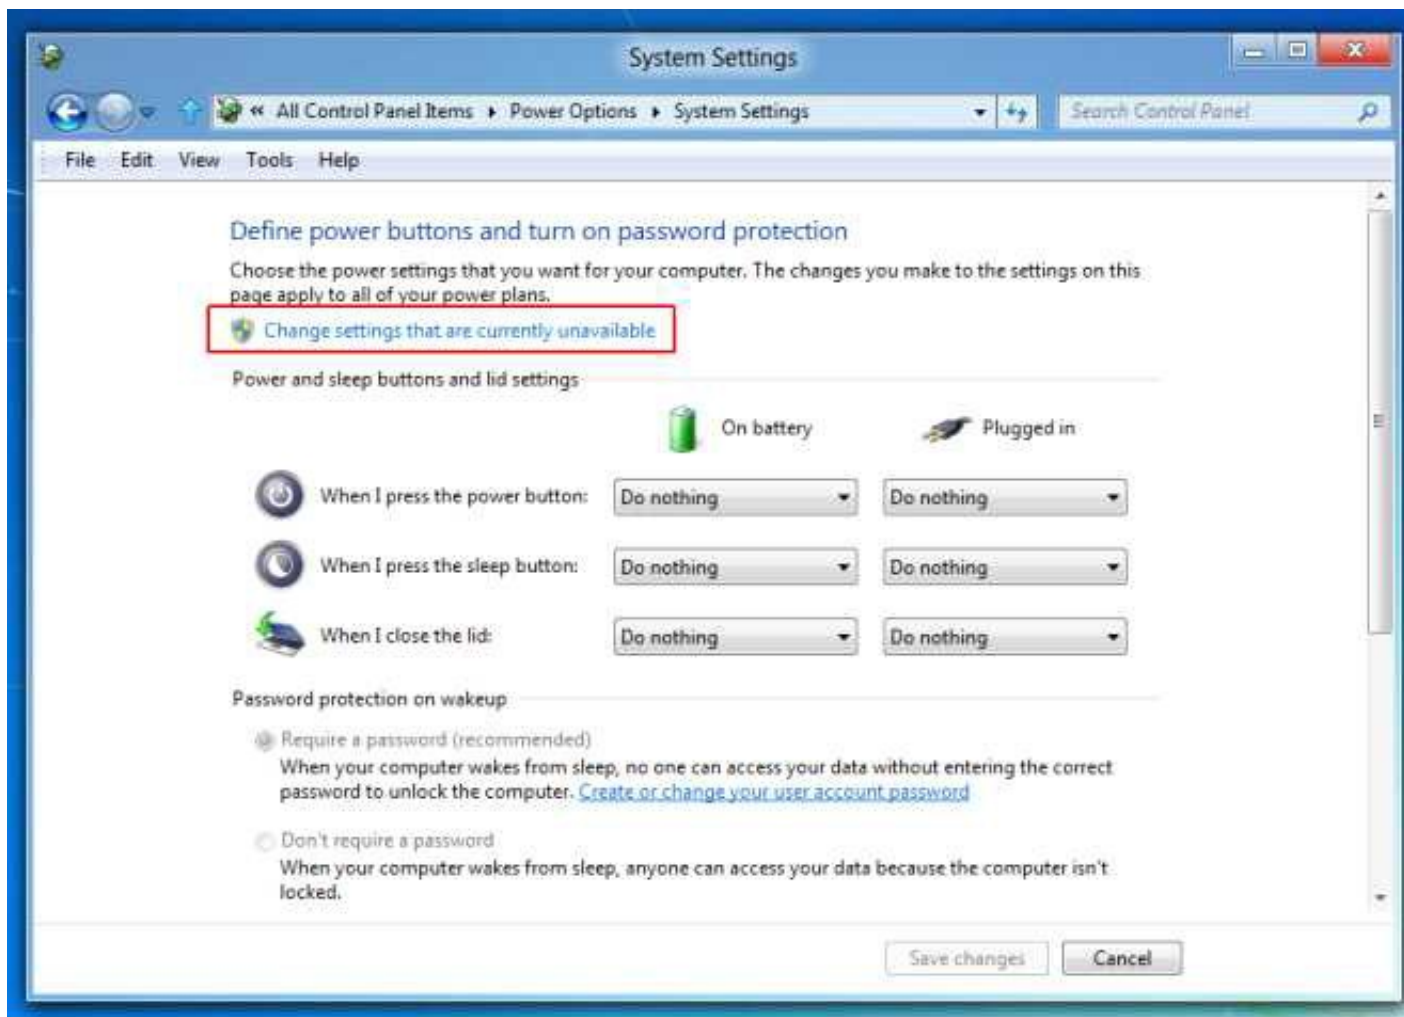 System Settings
« All Control Panel Items ▸ Power Options ▸ System Settings
Search Control Panel
File Edit View Tools Help
Define power buttons and turn on password protection
Choose the power settings that you want for your computer. The changes you make to the settings on this
page apply to all of your power plans.
Change settings that are currently unavailable
Power and sleep buttons and lid settings
On battery Plugged in
When I press the power button: Do nothing Do nothing
When I press the sleep button: Do nothing Do nothing
When I close the lid: Do nothing Do nothing
Password protection on wakeup
Require a password (recommended)
When your computer wakes from sleep, no one can access your data without entering the correct
password to unlock the computer. Create or change your user account password
Don't require a password
When your computer wakes from sleep, anyone can access your data because the computer isn't
locked.
Save changes Cancel